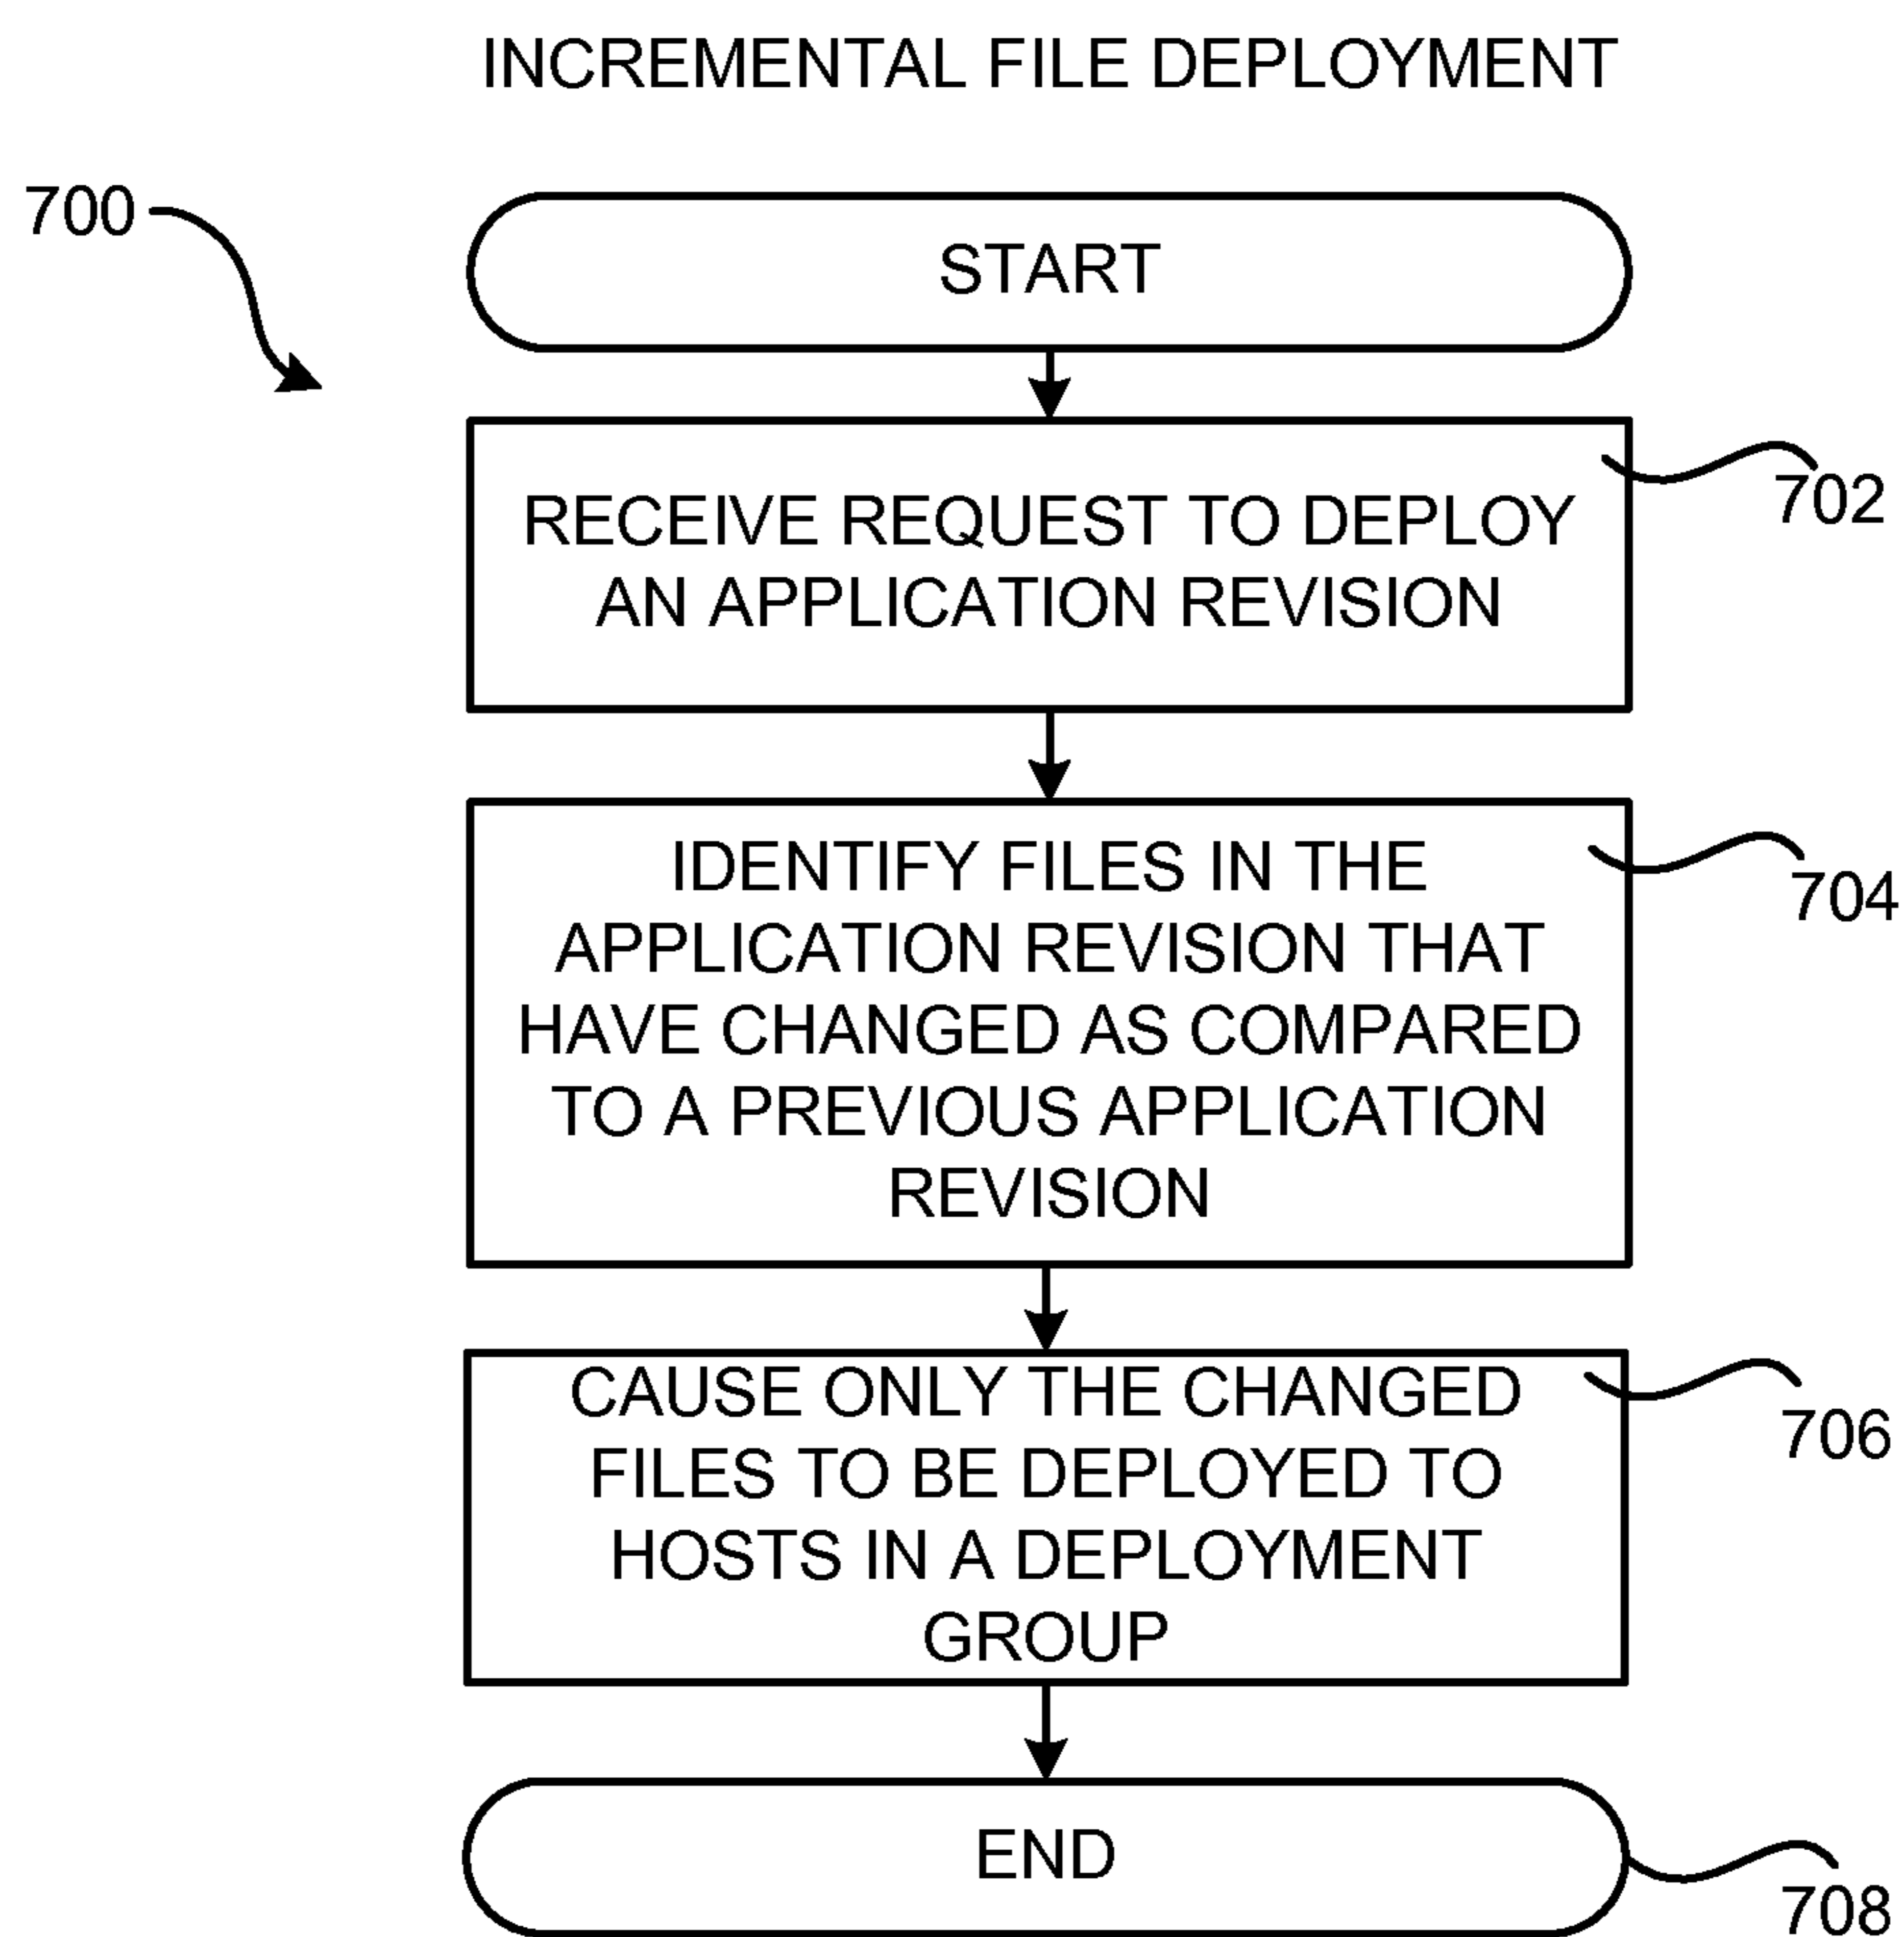 INCREMENTAL FILE DEPLOYMENT
700
START
RECEIVE REQUEST TO DEPLOY
AN APPLICATION REVISION
702
IDENTIFY FILES IN THE
APPLICATION REVISION THAT
HAVE CHANGED AS COMPARED
TO A PREVIOUS APPLICATION
REVISION
704
CAUSE ONLY THE CHANGED
FILES TO BE DEPLOYED TO
HOSTS IN A DEPLOYMENT
GROUP
706
END
708